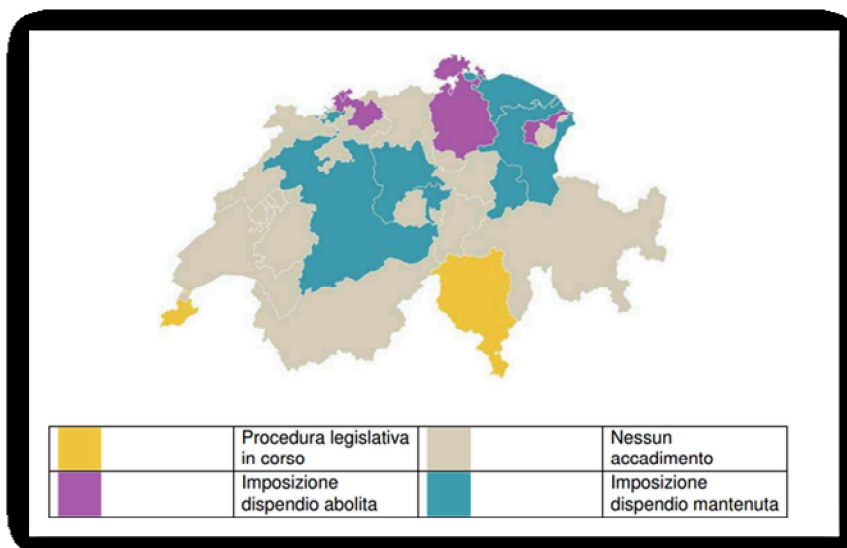 Procedura legislativa
in corso
Nessun
accadimento
Imposizione
dispendio abolita
Imposizione
dispendio mantenuta